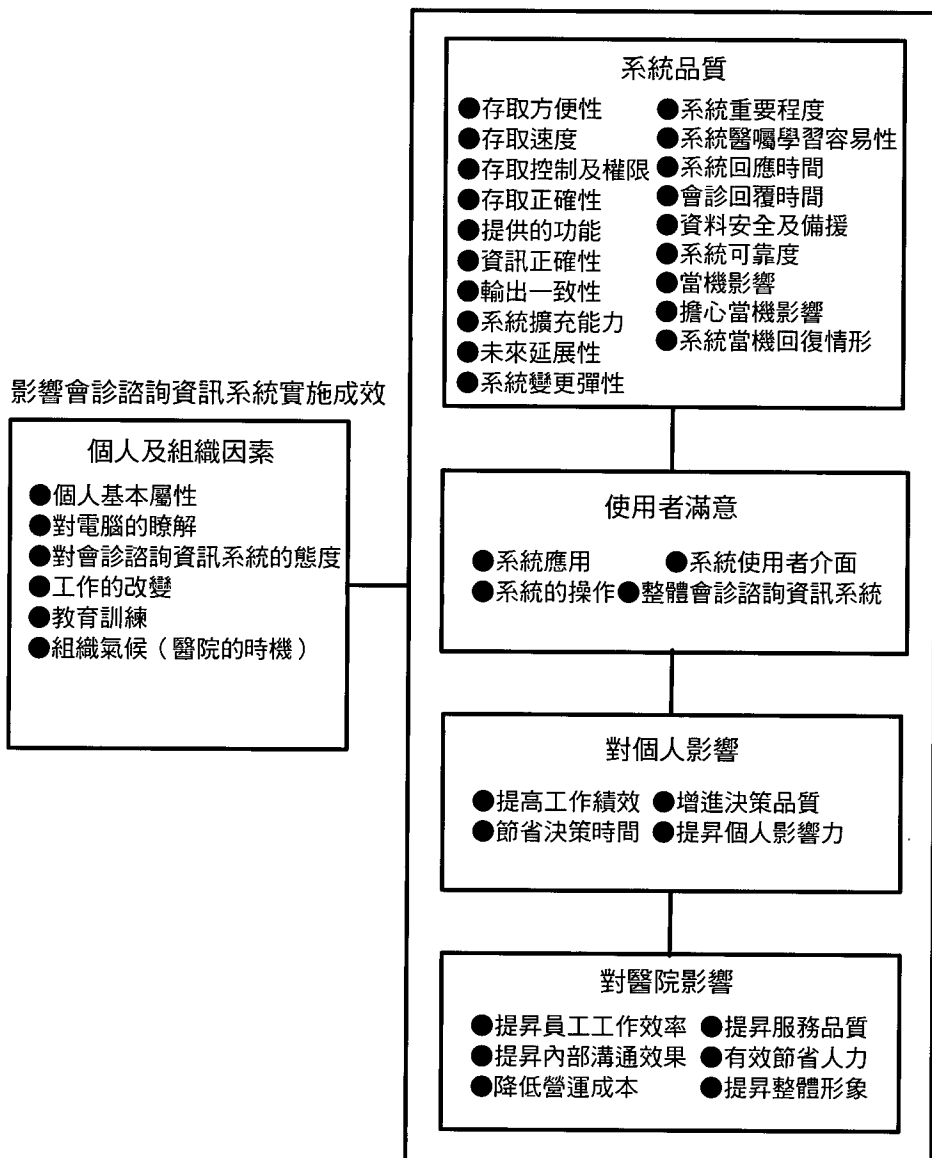 影響會診諮詢資訊系統實施成效
個人及組織因素
●個人基本屬性
●對電腦的瞭解
●對會診諮詢資訊系統的態度
●工作的改變
●教育訓練
●組織氣候（醫院的時機）
系統品質
●存取方便性
●存取速度
●存取控制及權限
●存取正確性
●提供的功能
●資訊正確性
●輸出一致性
●系統擴充能力
●未來延展性
●系統變更彈性
●系統重要程度
●系統醫囑學習容易性
●系統回應時間
●會診回覆時間
●資料安全及備援
●系統可靠度
●當機影響
●擔心當機影響
●系統當機回復情形
使用者滿意
●系統應用 ●系統使用者介面
●系統的操作●整體會診諮詢資訊系統
對個人影響
●提高工作績效 ●增進決策品質
●節省決策時間 ●提昇個人影響力
對醫院影響
●提昇員工工作效率 ●提昇服務品質
●提昇內部溝通效果 ●有效節省人力
●降低營運成本 ●提昇整體形象